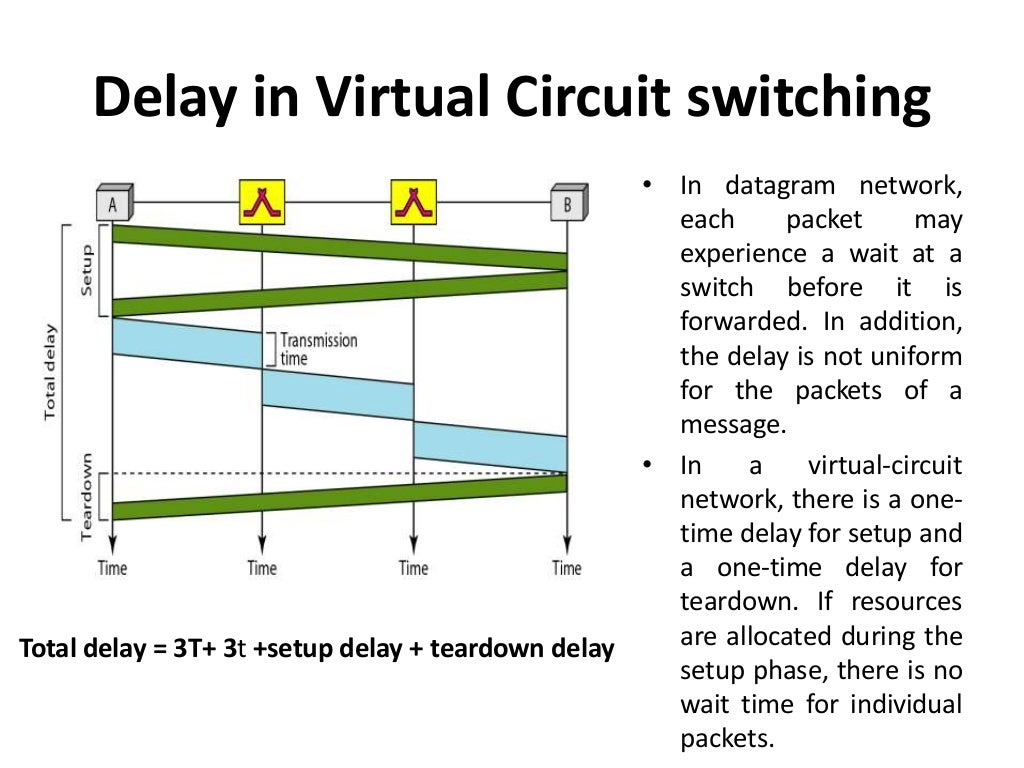 Delay in Virtual Circuit switching
A
B
Setup
Total delay
Transmission
time
Teardown
Time
Time
Time
Time
Total delay = 3T+ 3t +setup delay + teardown delay
• In datagram network,
each packet may
experience a wait at a
switch before it is
forwarded. In addition,
the delay is not uniform
for the packets of a
message.
• In a virtual-circuit
network, there is a one-
time delay for setup and
a one-time delay for
teardown. If resources
are allocated during the
setup phase, there is no
wait time for individual
packets.